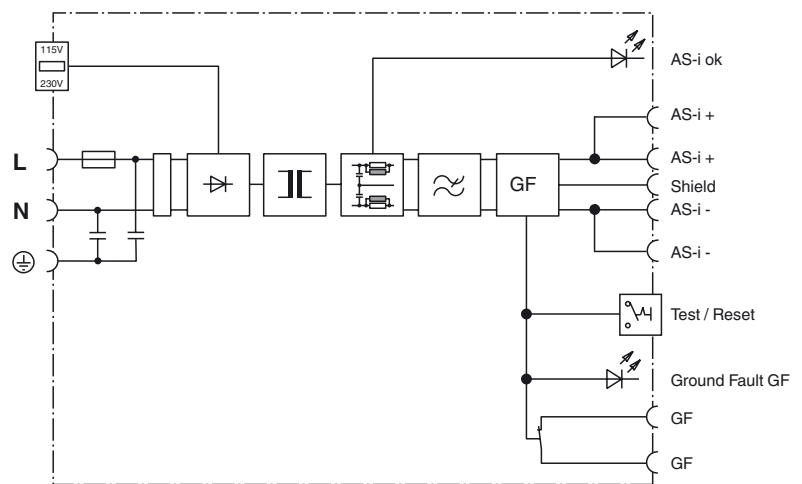 115V
230V
AS-i ok
AS-i +
L
AS-i +
GF
Shield
N
AS-i -
AS-i -
Test / Reset
Ground Fault GF
GF
GF